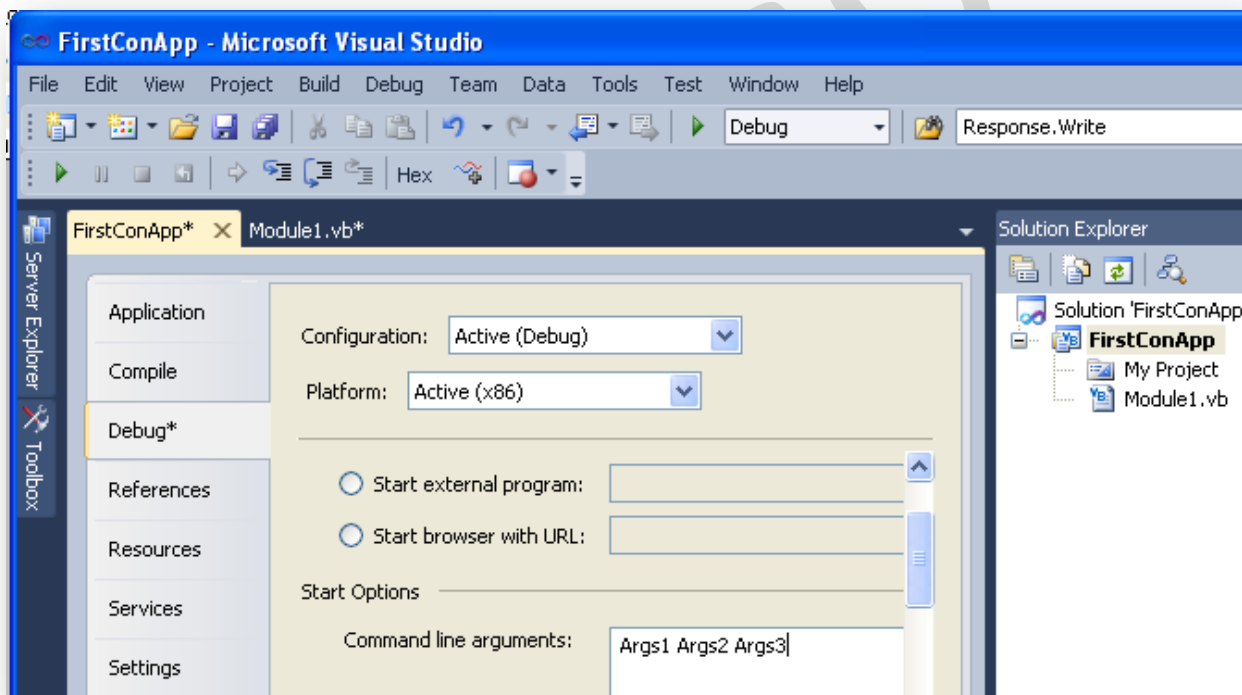 FirstConApp - Microsoft Visual Studio
File Edit View Project Build Debug Team Data Tools Test Window Help
Debug Response.Write
Hex
Server Explorer
Toolbox
FirstConApp* Module1.vb*
Application
Compile
Debug*
References
Resources
Services
Settings
Configuration: Active (Debug)
Platform: Active (x86)
Start external program:
Start browser with URL:
Start Options
Command line arguments: Args1 Args2 Args3
Solution Explorer
Solution 'FirstConApp
FirstConApp
My Project
Module1.vb